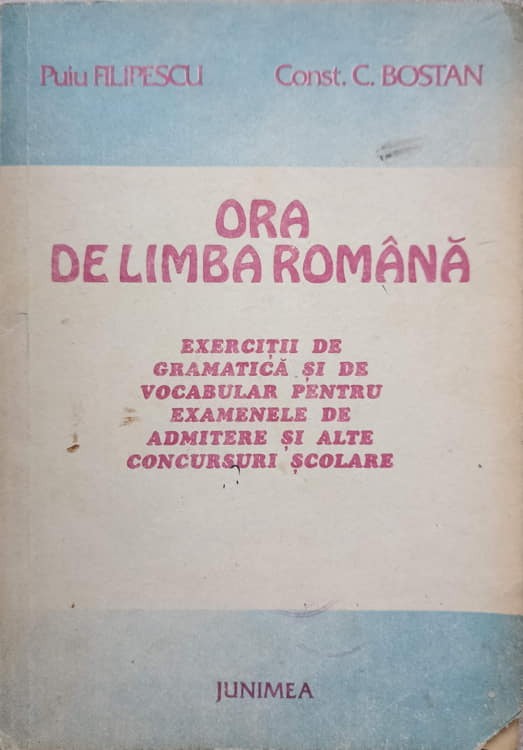 Puiu FILIPESCU Const. C. BOSTAN
ORA
DE LIMBA ROMÂNĂ
EXERCIȚII DE
GRAMATICĂ ȘI DE
VOCABULAR PENTRU
EXAMENELE DE
ADMITERE ȘI ALTE
CONCURSURI ȘCOLARE
JUNIMEA